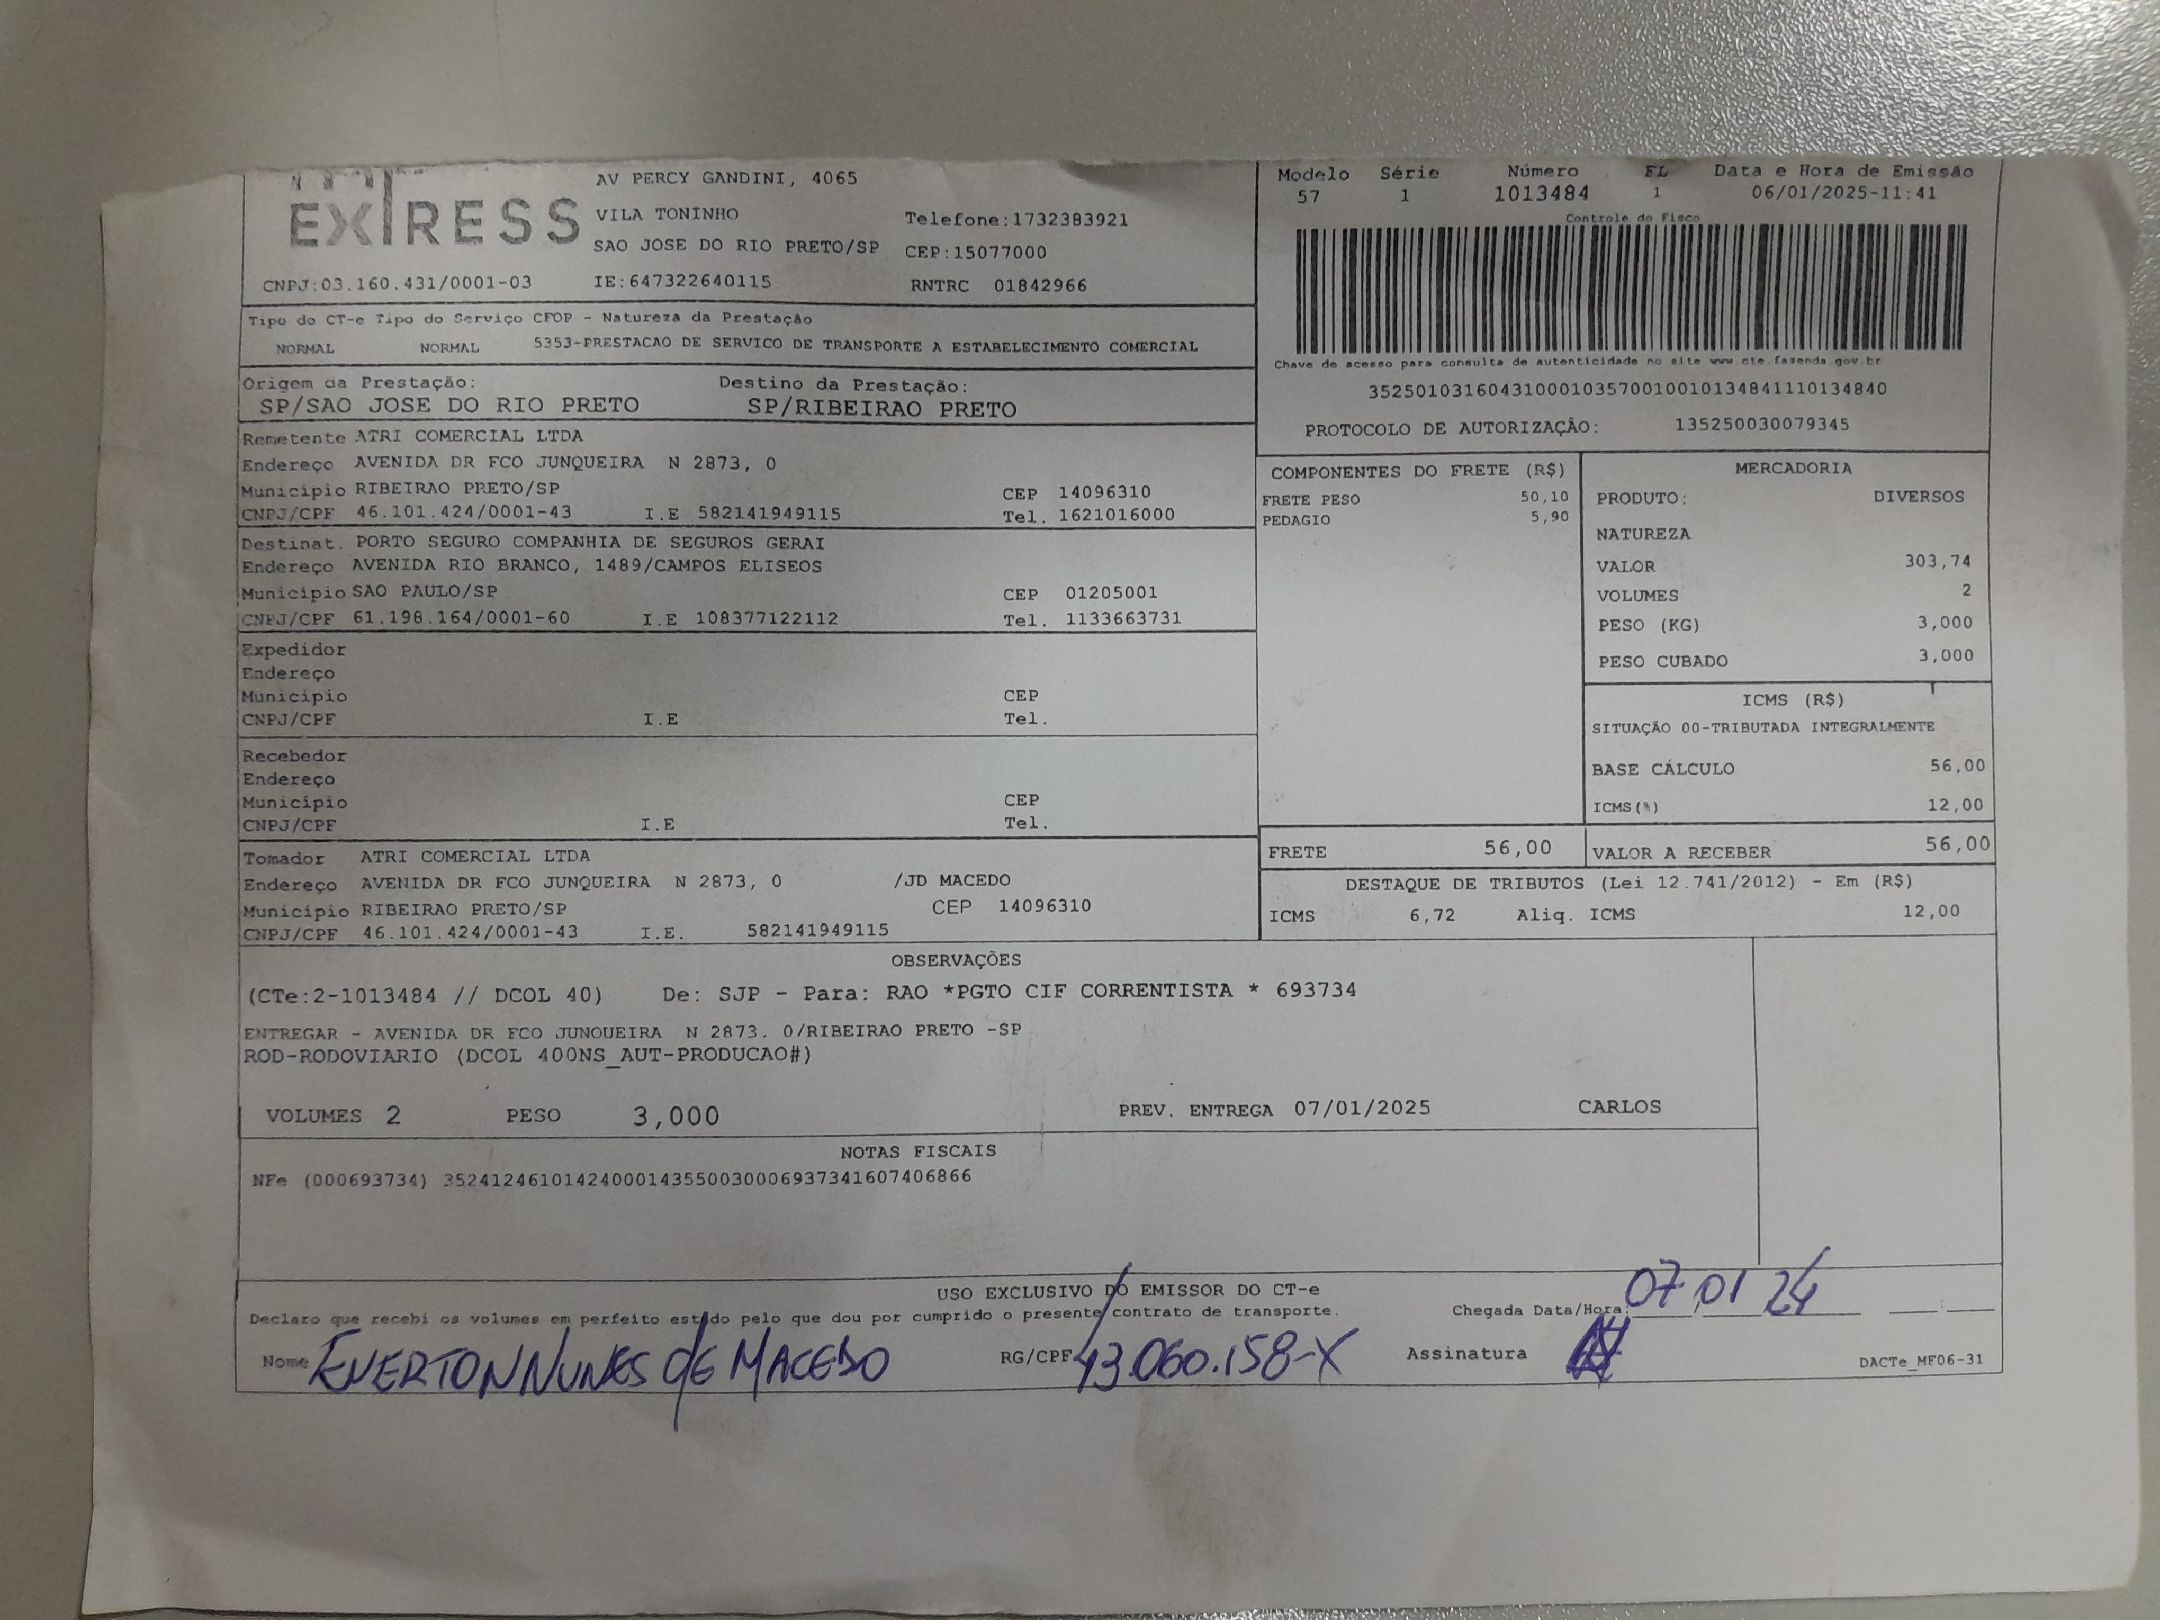 EXPRESS
AV PERCY GANDINI, 4065
VILA TONINHO
SAO JOSE DO RIO PRETO/SP
Telefone:1732383921
CEP:15077000
CNPJ:03.160.431/0001-03 IE:647322640115 RNTRC 01842966
Modelo Série Número FL Data e Hora de Emissão
57 1 1013484 1 06/01/2025-11:41
Controle do Fisco
Chave de acesso para consulta de autenticidade no site www.cte.fazenda.gov.br
35250103160431000103570010010134841110134840
PROTOCOLO DE AUTORIZAÇÃO: 135250030079345
Tipo do CT-e Tipo do Serviço CFOP - Natureza da Prestação
NORMAL NORMAL 5353-PRESTACAO DE SERVICO DE TRANSPORTE A ESTABELECIMENTO COMERCIAL
Origem da Prestação: Destino da Prestação:
SP/SAO JOSE DO RIO PRETO SP/RIBEIRAO PRETO
Remetente ATRI COMERCIAL LTDA
Endereço AVENIDA DR FCO JUNQUEIRA N 2873, 0
Município RIBEIRAO PRETO/SP CEP 14096310
CNPJ/CPF 46.101.424/0001-43 I.E 582141949115 Tel. 1621016000
Destinat. PORTO SEGURO COMPANHIA DE SEGUROS GERAI
Endereço AVENIDA RIO BRANCO, 1489/CAMPOS ELISEOS
Município SAO PAULO/SP CEP 01205001
CNPJ/CPF 61.198.164/0001-60 I.E 108377122112 Tel. 1133663731
Expedidor
Endereço
Município CEP
CNPJ/CPF I.E Tel.
Recebedor
Endereço
Município CEP
CNPJ/CPF I.E Tel.
Tomador ATRI COMERCIAL LTDA
Endereço AVENIDA DR FCO JUNQUEIRA N 2873, 0 /JD MACEDO
Município RIBEIRAO PRETO/SP CEP 14096310
CNPJ/CPF 46.101.424/0001-43 I.E. 582141949115
COMPONENTES DO FRETE (R$)
FRETE PESO 50,10
PEDAGIO 5,90
MERCADORIA
PRODUTO: DIVERSOS
NATUREZA
VALOR 303,74
VOLUMES 2
PESO (KG) 3,000
PESO CUBADO 3,000
ICMS (R$)
SITUAÇÃO 00-TRIBUTADA INTEGRALMENTE
BASE CÁLCULO 56,00
ICMS(%) 12,00
FRETE 56,00 VALOR A RECEBER 56,00
DESTAQUE DE TRIBUTOS (Lei 12.741/2012) - Em (R$)
ICMS 6,72 Aliq. ICMS 12,00
OBSERVAÇÕES
(CTe:2-1013484 // DCOL 40) De: SJP - Para: RAO *PGTO CIF CORRENTISTA * 693734
ENTREGAR - AVENIDA DR FCO JUNQUEIRA N 2873, 0/RIBEIRAO PRETO -SP
ROD-RODOVIARIO (DCOL 400NS_AUT-PRODUCAO#)
VOLUMES 2 PESO 3,000 PREV. ENTREGA 07/01/2025 CARLOS
NOTAS FISCAIS
NFe (000693734) 35241246101424000143550030006937341607406866
USO EXCLUSIVO DO EMISSOR DO CT-e
Declaro que recebi os volumes em perfeito estado pelo que dou por cumprido o presente contrato de transporte. Chegada Data/Hora: 07/01/24
Nome EVERTON NUNES DE MACEDO RG/CPF 43.060.158-X Assinatura
DACTe_MF06-31